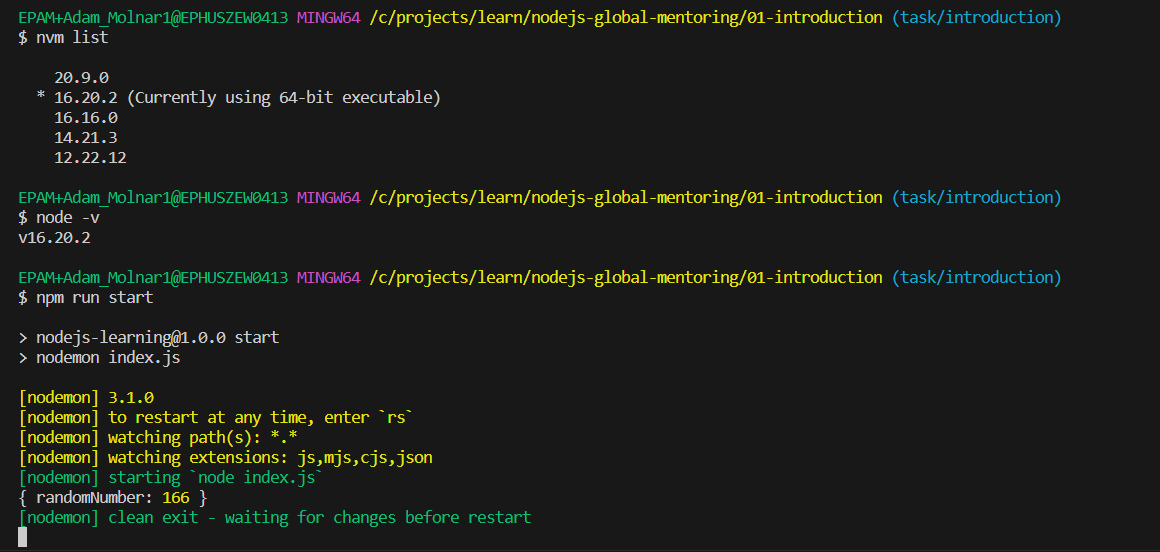 EPAM+Adam_Molnar1@EPHUSZEW0413 MINGW64 /c/projects/learn/nodejs-global-mentoring/01-introduction (task/introduction)
$ nvm list
20.9.0
* 16.20.2 (Currently using 64-bit executable)
16.16.0
14.21.3
12.22.12
EPAM+Adam_Molnar1@EPHUSZEW0413 MINGW64 /c/projects/learn/nodejs-global-mentoring/01-introduction (task/introduction)
$ node -v
v16.20.2
EPAM+Adam_Molnar1@EPHUSZEW0413 MINGW64 /c/projects/learn/nodejs-global-mentoring/01-introduction (task/introduction)
$ npm run start
> nodejs-learning@1.0.0 start
> nodemon index.js
[nodemon] 3.1.0
[nodemon] to restart at any time, enter `rs`
[nodemon] watching path(s): *.*
[nodemon] watching extensions: js,mjs,cjs,json
[nodemon] starting `node index.js`
{ randomNumber: 166 }
[nodemon] clean exit - waiting for changes before restart